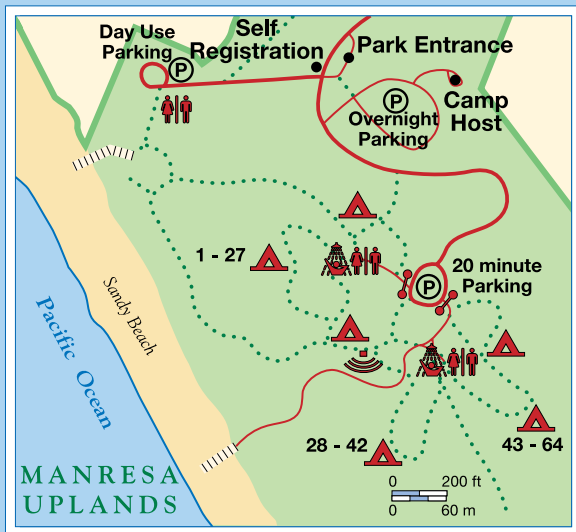 Day Use
Parking
P
Self
Registration
Park Entrance
P
Overnight
Parking
Camp
Host
1 - 27
20 minute
Parking
P
Sandy Beach
Pacific Ocean
28 - 42
43 - 64
MANRESA
UPLANDS
0 200 ft
0 60 m